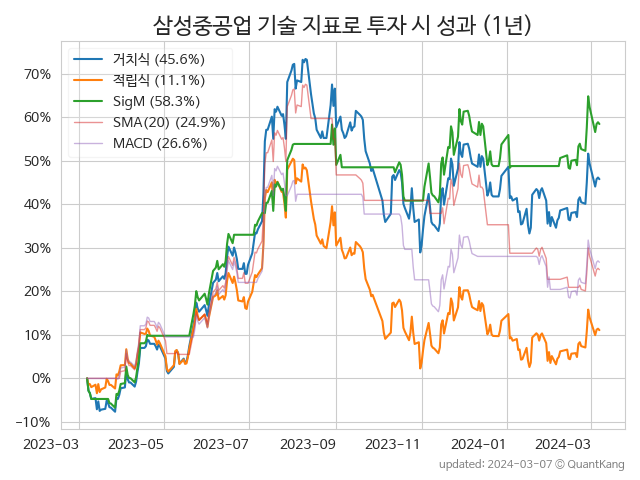 삼성중공업 기술 지표로 투자 시 성과 (1년)
거치식 (45.6%)
적립식 (11.1%)
SigM (58.3%)
SMA(20) (24.9%)
MACD (26.6%)
70%
60%
50%
40%
30%
20%
10%
0%
−10%
2023-03 2023-05 2023-07 2023-09 2023-11 2024-01 2024-03
updated: 2024-03-07 © QuantKang